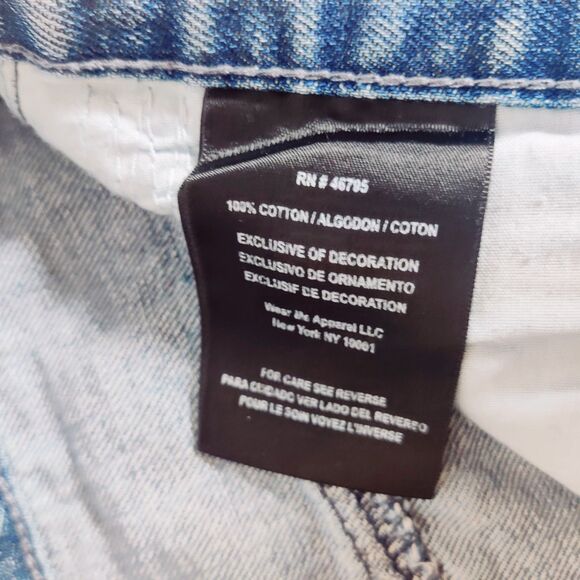 RN # 46795
100% COTTON / ALGODON / COTON
EXCLUSIVE OF DECORATION
EXCLUSIVO DE ORNAMENTO
EXCLUSIF DE DECORATION
Wear Me Apparel LLC
New York NY 10001
FOR CARE SEE REVERSE
PARA CUIDADO VER LADO DEL REVERSO
POUR LE SOIN VOYEZ L'INVERSE